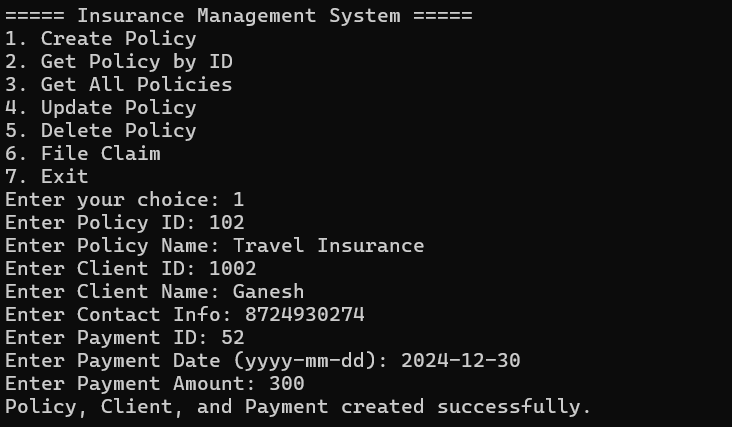 ===== Insurance Management System =====
1. Create Policy
2. Get Policy by ID
3. Get All Policies
4. Update Policy
5. Delete Policy
6. File Claim
7. Exit
Enter your choice: 1
Enter Policy ID: 102
Enter Policy Name: Travel Insurance
Enter Client ID: 1002
Enter Client Name: Ganesh
Enter Contact Info: 8724930274
Enter Payment ID: 52
Enter Payment Date (yyyy-mm-dd): 2024-12-30
Enter Payment Amount: 300
Policy, Client, and Payment created successfully.